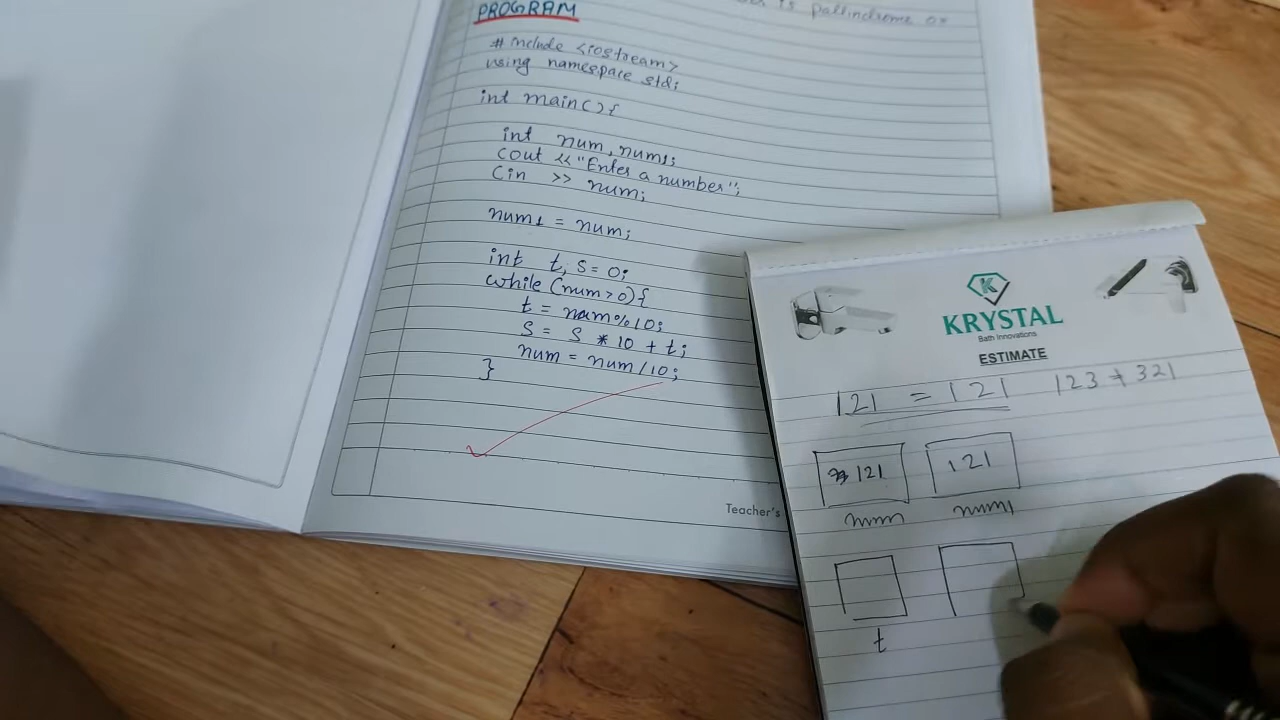 is pallindrome or
PROGRAM
# include <iostream>
using namespace std;
int main(){
int num, num1;
cout << "Enter a number";
Cin >> num;
num1 = num;
int t, s = 0;
while (num>0){
t = num%10;
s = s * 10 + t;
num = num/10;
}
Teacher's
K
KRYSTAL
Bath Innovations
ESTIMATE
121 = 121 123 ≠ 321
121 121
num num1
t